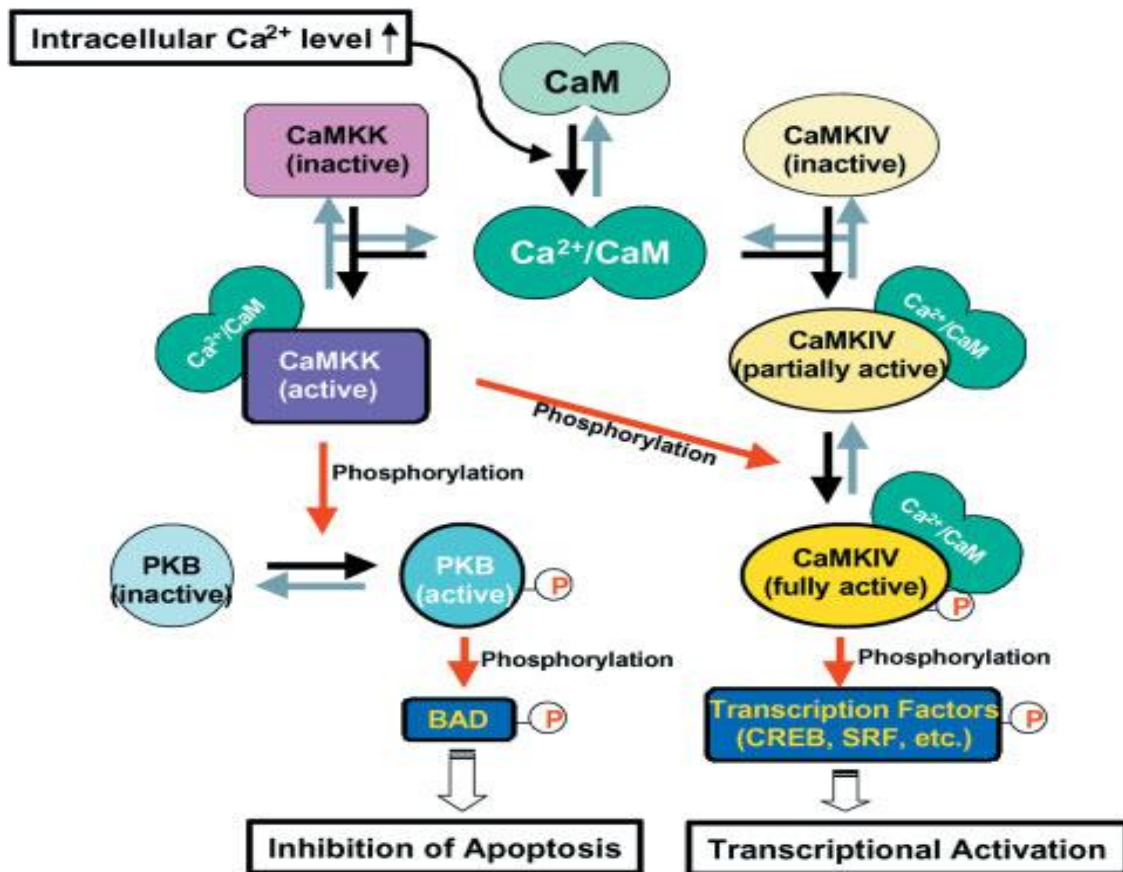 Intracellular Ca²⁺ level ↑
CaM
CaMKK
(inactive)
CaMKIV
(inactive)
Ca²⁺/CaM
Ca²⁺/CaM
CaMKK
(active)
CaMKIV
(partially active)
Ca²⁺/CaM
Phosphorylation
Phosphorylation
Ca²⁺/CaM
PKB
(inactive)
PKB
(active)
P
CaMKIV
(fully active)
P
Phosphorylation
Phosphorylation
BAD
P
Transcription Factors
(CREB, SRF, etc.)
P
Inhibition of Apoptosis
Transcriptional Activation